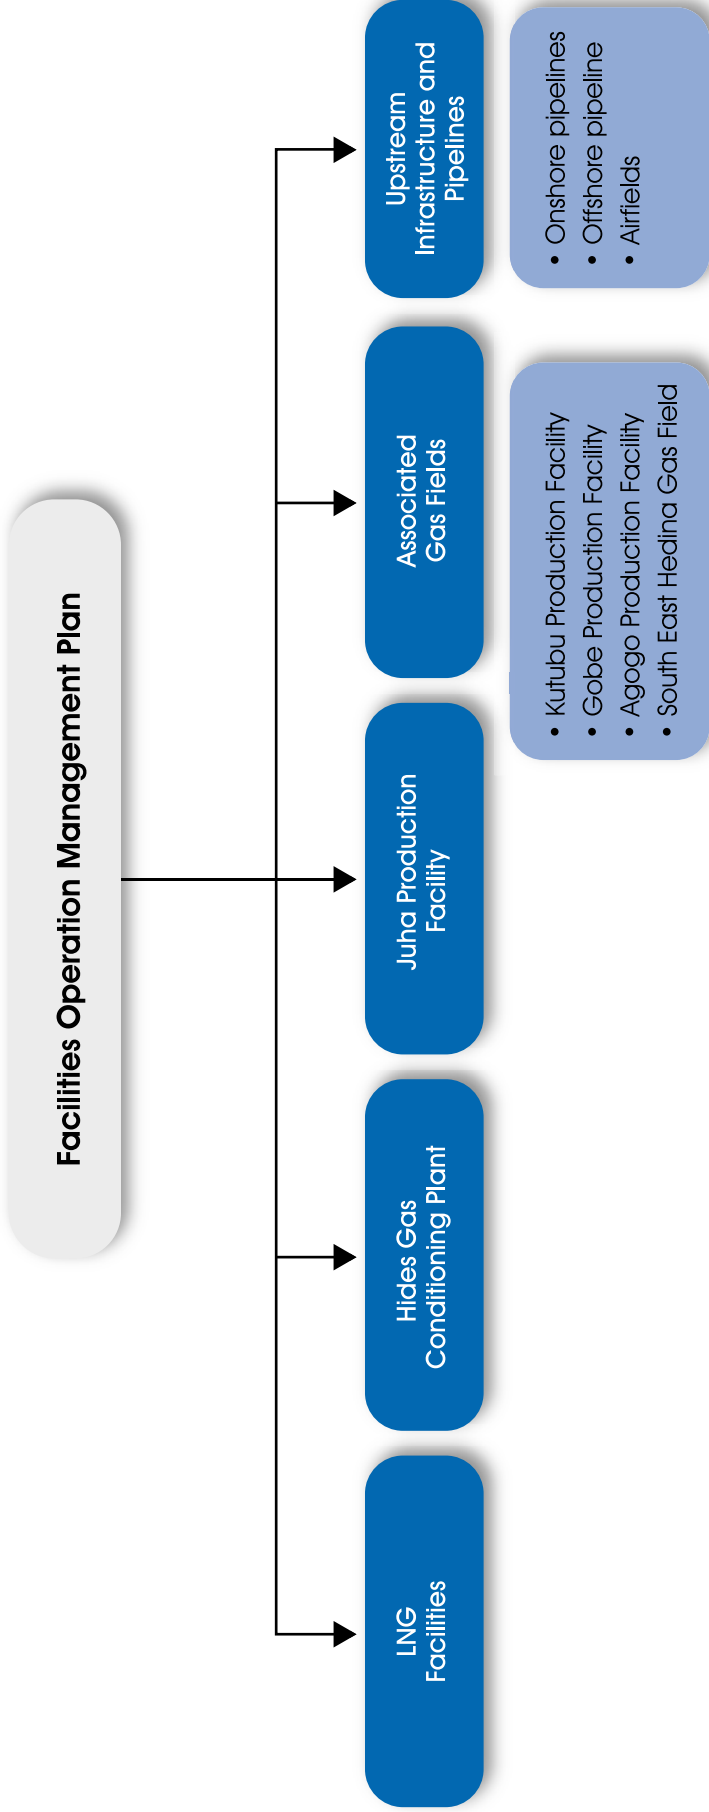 Facilities Operation Management Plan
LNG
Facilities
Hides Gas
Conditioning Plant
Juha Production
Facility
Associated
Gas Fields
• Kutubu Production Facility
• Gobe Production Facility
• Agogo Production Facility
• South East Hedina Gas Field
Upstream
Infrastructure and
Pipelines
• Onshore pipelines
• Offshore pipeline
• Airfields